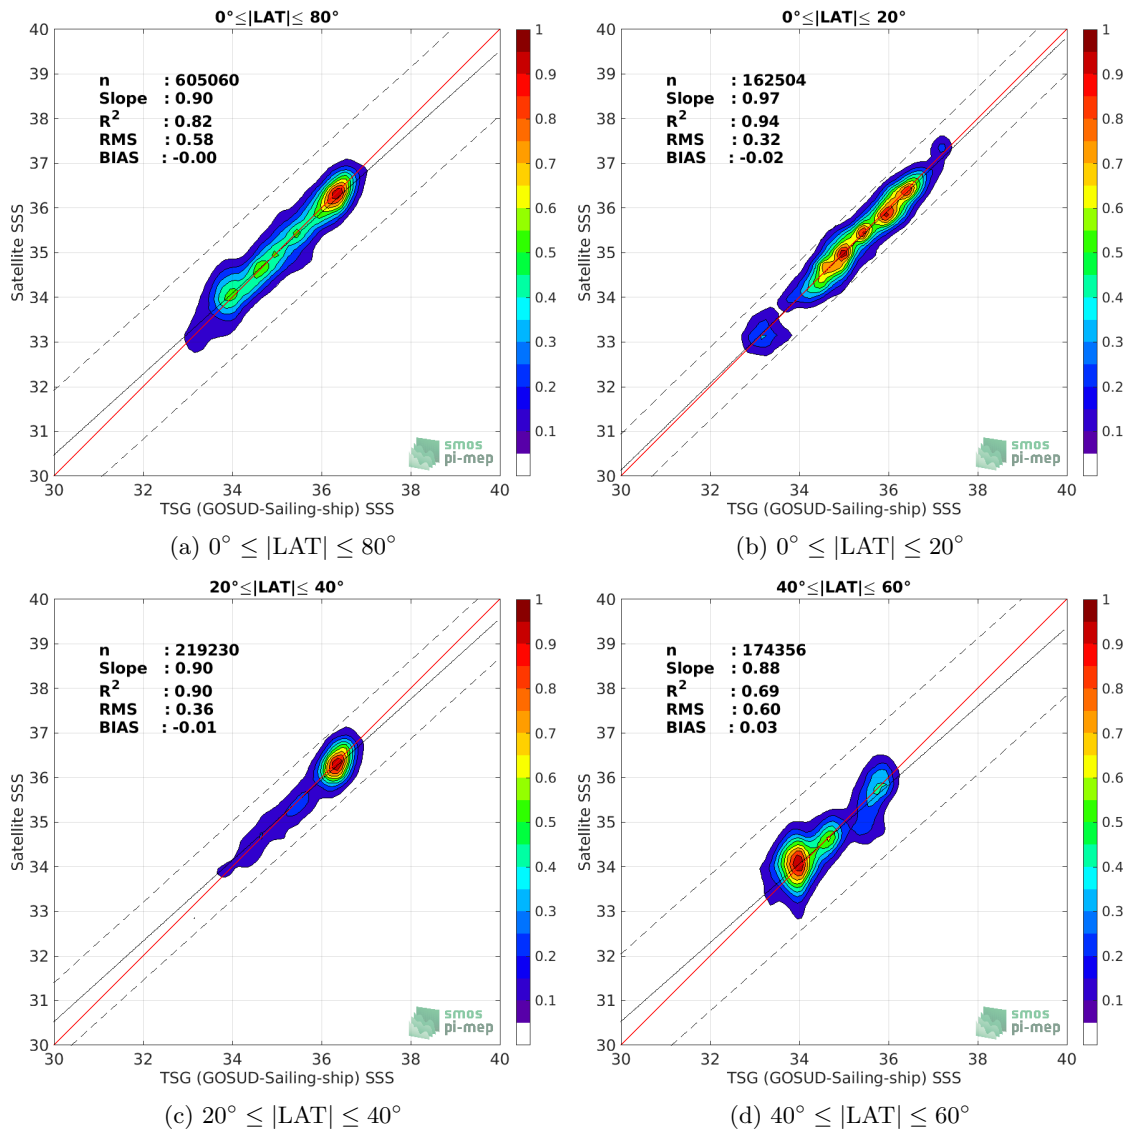 0°≤|LAT|≤ 80°
40
39
38
37
36
35
34
33
32
31
30
30
32
34
36
38
40
Satellite SSS
TSG (GOSUD-Sailing-ship) SSS
n : 605060
Slope : 0.90
R² : 0.82
RMS : 0.58
BIAS : -0.00
smos
pi-mep
1
0.9
0.8
0.7
0.6
0.5
0.4
0.3
0.2
0.1
(a) 0° ≤ |LAT| ≤ 80°
0°≤|LAT|≤ 20°
40
39
38
37
36
35
34
33
32
31
30
30
32
34
36
38
40
Satellite SSS
TSG (GOSUD-Sailing-ship) SSS
n : 162504
Slope : 0.97
R² : 0.94
RMS : 0.32
BIAS : -0.02
smos
pi-mep
1
0.9
0.8
0.7
0.6
0.5
0.4
0.3
0.2
0.1
(b) 0° ≤ |LAT| ≤ 20°
20°≤|LAT|≤ 40°
40
39
38
37
36
35
34
33
32
31
30
30
32
34
36
38
40
Satellite SSS
TSG (GOSUD-Sailing-ship) SSS
n : 219230
Slope : 0.90
R² : 0.90
RMS : 0.36
BIAS : -0.01
smos
pi-mep
1
0.9
0.8
0.7
0.6
0.5
0.4
0.3
0.2
0.1
(c) 20° ≤ |LAT| ≤ 40°
40°≤|LAT|≤ 60°
40
39
38
37
36
35
34
33
32
31
30
30
32
34
36
38
40
Satellite SSS
TSG (GOSUD-Sailing-ship) SSS
n : 174356
Slope : 0.88
R² : 0.69
RMS : 0.60
BIAS : 0.03
smos
pi-mep
1
0.9
0.8
0.7
0.6
0.5
0.4
0.3
0.2
0.1
(d) 40° ≤ |LAT| ≤ 60°